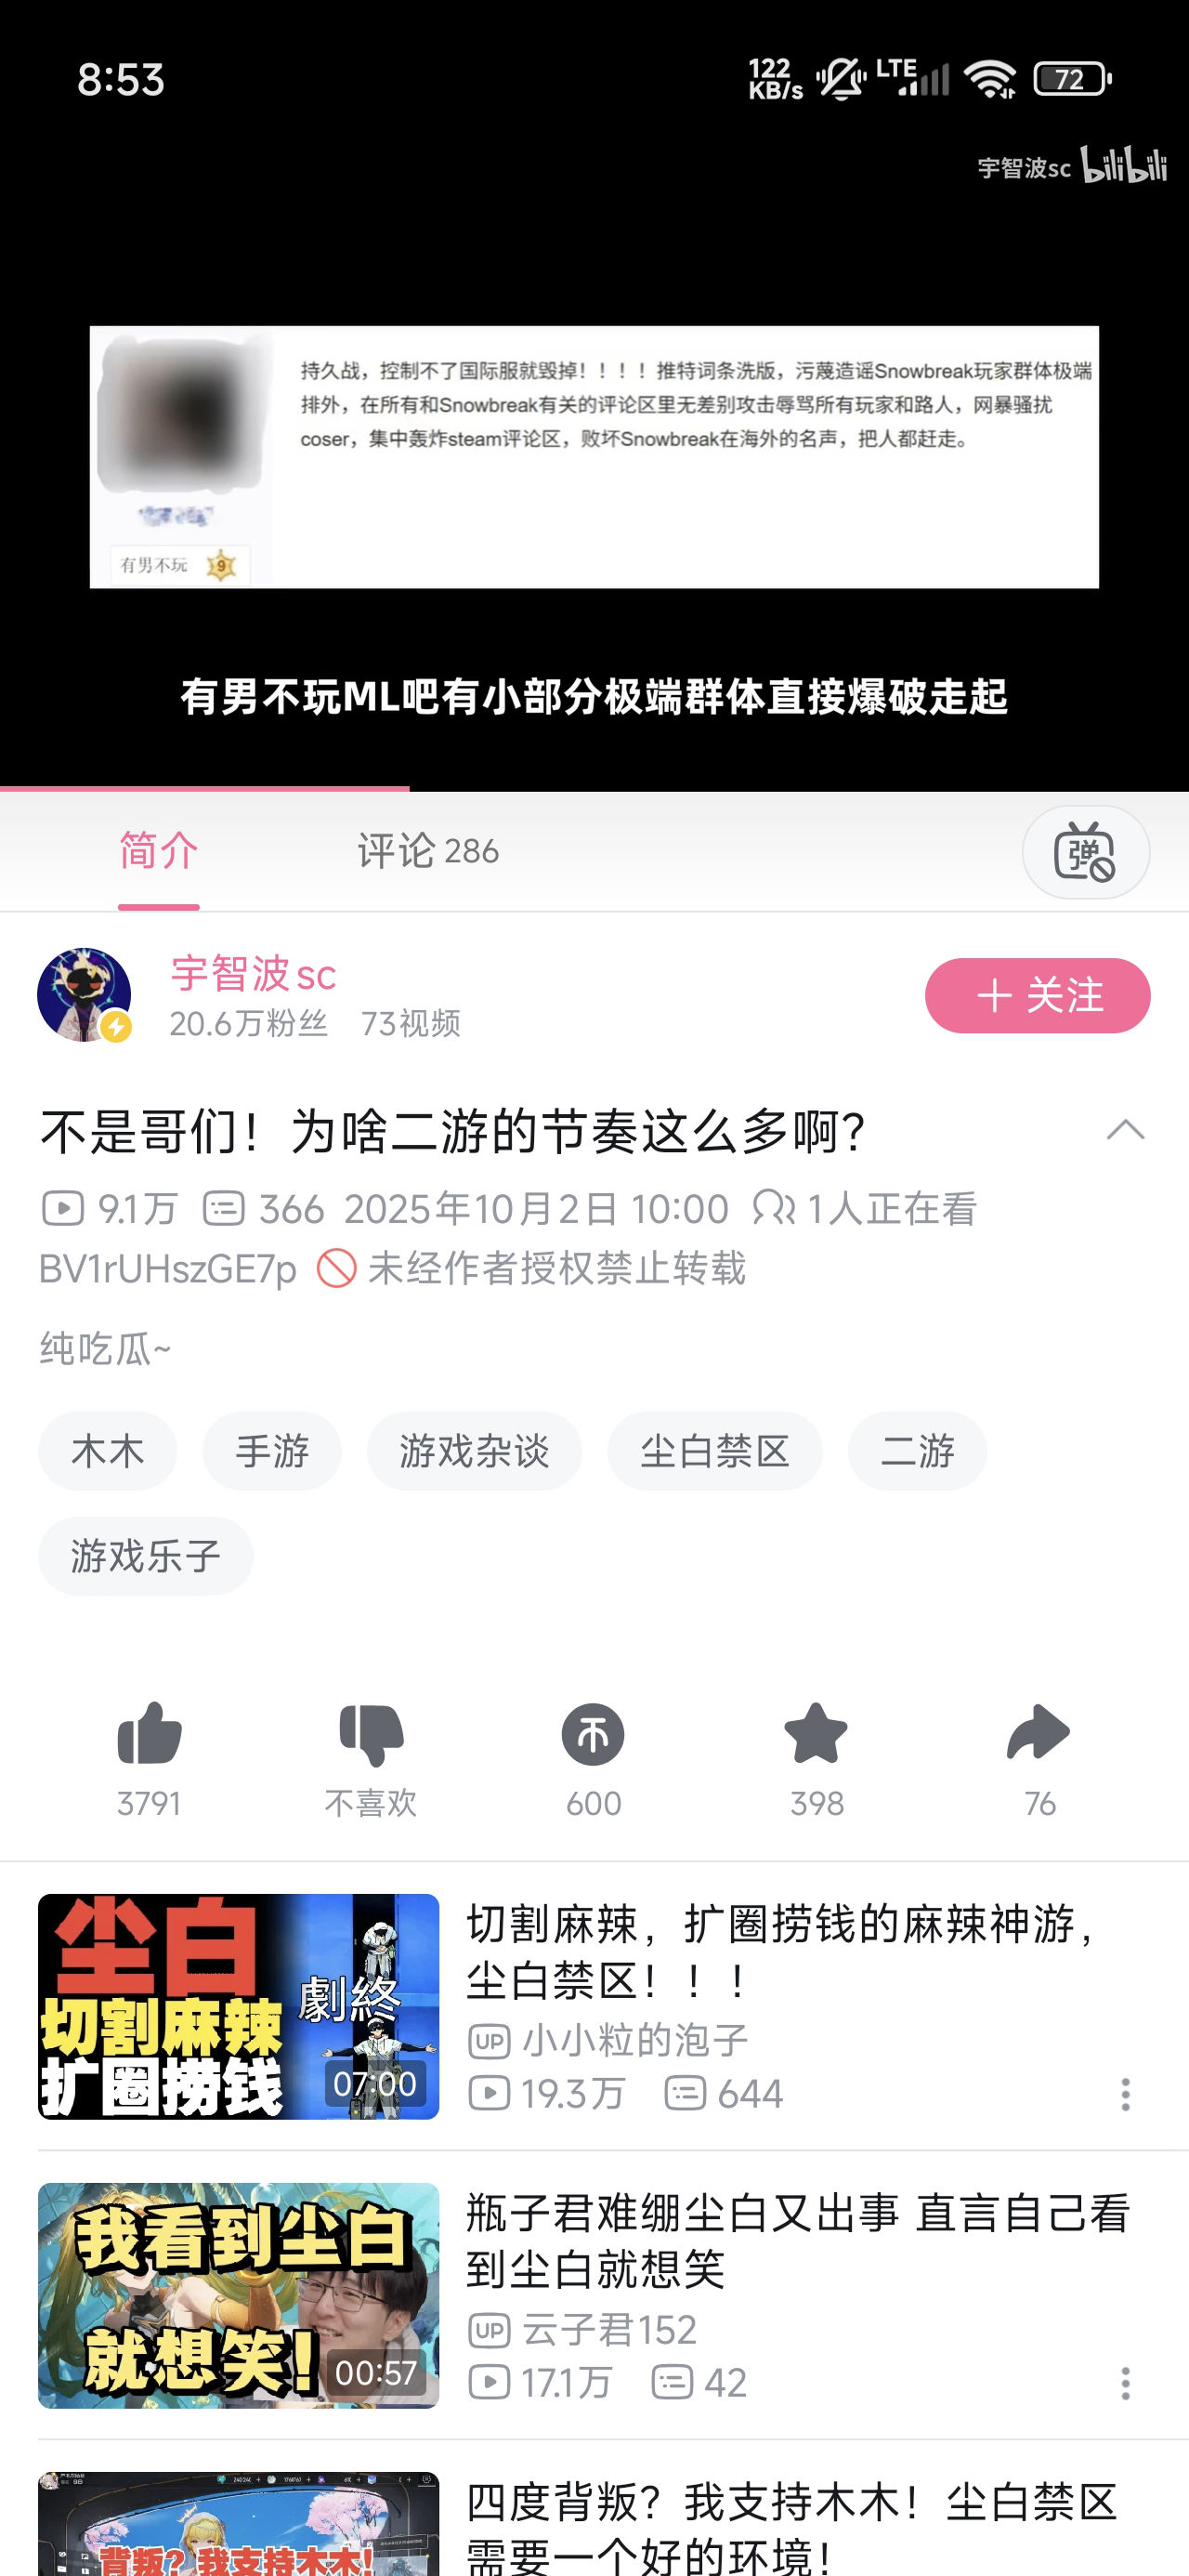 8:53
122
KB/s
LTE
72
宇智波sc bilibili
持久战，控制不了国际服就毁掉！！！！推特词条洗版，污蔑造谣Snowbreak玩家群体极端
排外，在所有和Snowbreak有关的评论区里无差别攻击辱骂所有玩家和路人，网暴骚扰
coser，集中轰炸steam评论区，败坏Snowbreak在海外的名声，把人都赶走。
有男不玩 9
有男不玩ML吧有小部分极端群体直接爆破走起
简介 评论 286
弹
宇智波sc
20.6万粉丝 73视频
＋ 关注
不是哥们！为啥二游的节奏这么多啊？
9.1万 366 2025年10月2日 10:00 1人正在看
BV1rUHszGE7p 未经作者授权禁止转载
纯吃瓜~
木木 手游 游戏杂谈 尘白禁区 二游
游戏乐子
3791 不喜欢 600 398 76
尘白
切割麻辣
扩圈捞钱
劇終
07:00
切割麻辣，扩圈捞钱的麻辣神游，
尘白禁区！！！
UP 小小粒的泡子
19.3万 644
我看到尘白
就想笑！
00:57
瓶子君难绷尘白又出事 直言自己看
到尘白就想笑
UP 云子君152
17.1万 42
背叛？我支持木木！
四度背叛？我支持木木！尘白禁区
需要一个好的环境！